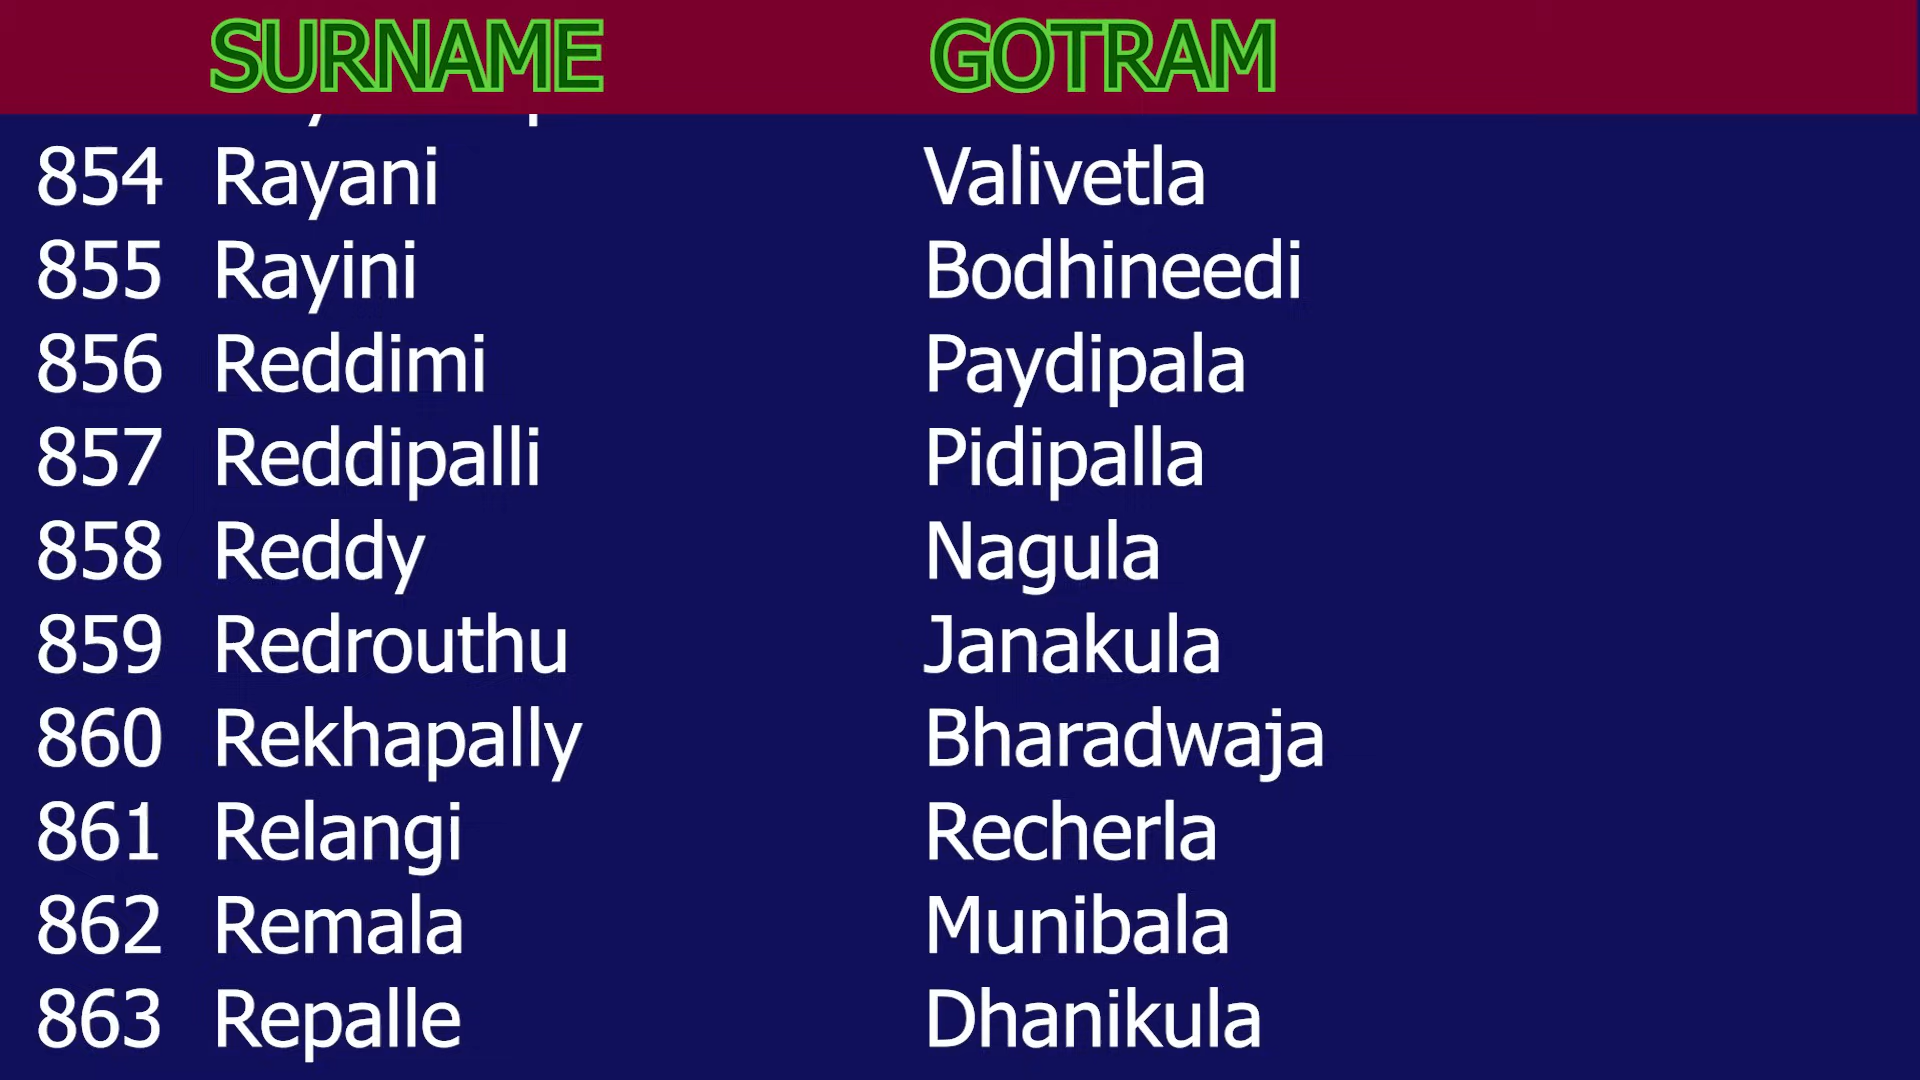 SURNAME GOTRAM
854 Rayani Valivetla
855 Rayini Bodhineedi
856 Reddimi Paydipala
857 Reddipalli Pidipalla
858 Reddy Nagula
859 Redrouthu Janakula
860 Rekhapally Bharadwaja
861 Relangi Recherla
862 Remala Munibala
863 Repalle Dhanikula